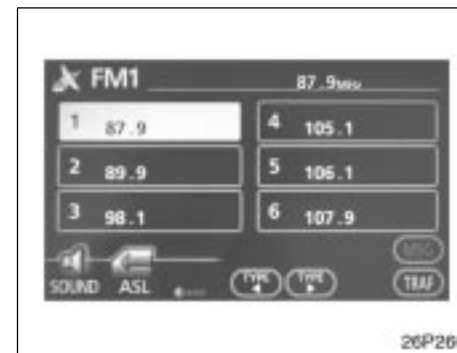 FM1 87.9MHz
1 87.9 4 105.1
2 89.9 5 106.1
3 98.1 6 107.9
MSG
SOUND ASL TYPE TYPE TRAF
26P26